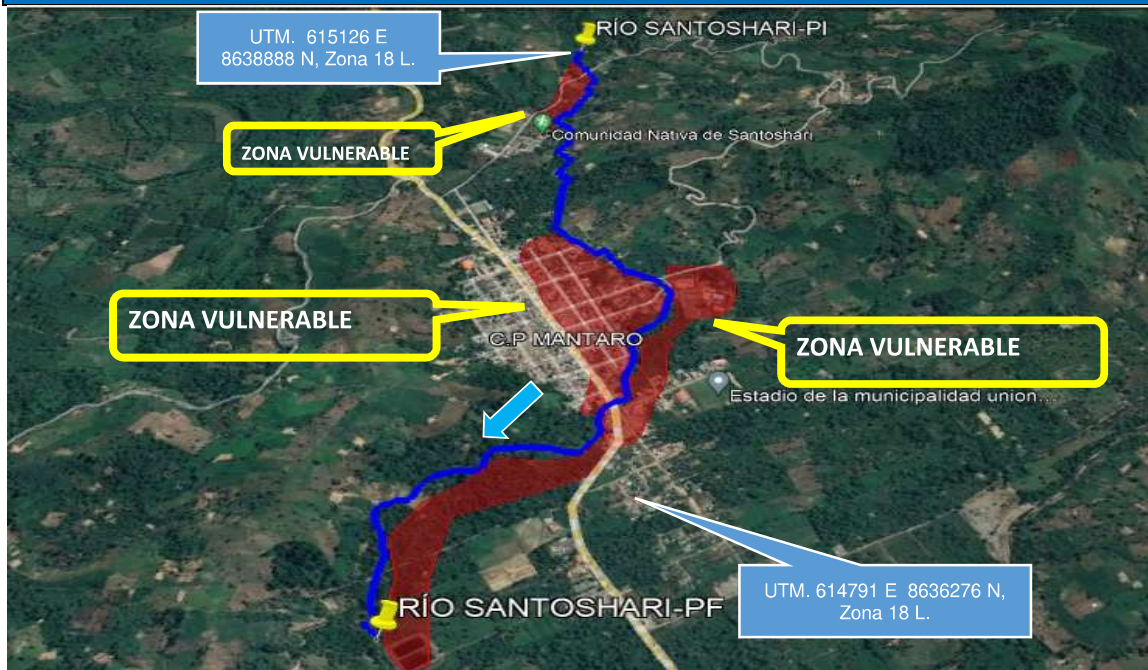 RÍO SANTOSHARI-PI
UTM. 615126 E
8638888 N, Zona 18 L.
Comunidad Nativa de Santoshari
ZONA VULNERABLE
ZONA VULNERABLE
C.P MANTARO
ZONA VULNERABLE
Estadio de la municipalidad union...
UTM. 614791 E 8636276 N,
Zona 18 L.
RÍO SANTOSHARI-PF